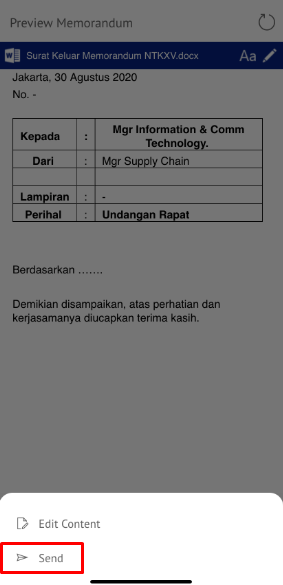 Preview Memorandum
Surat Keluar Memorandum NTKXV.docx Aa
Jakarta, 30 Agustus 2020
No. -
Kepada : Mgr Information & Comm
Technology.
Dari : Mgr Supply Chain
Lampiran : -
Perihal : Undangan Rapat
Berdasarkan .......
Demikian disampaikan, atas perhatian dan
kerjasamanya diucapkan terima kasih.
Edit Content
Send